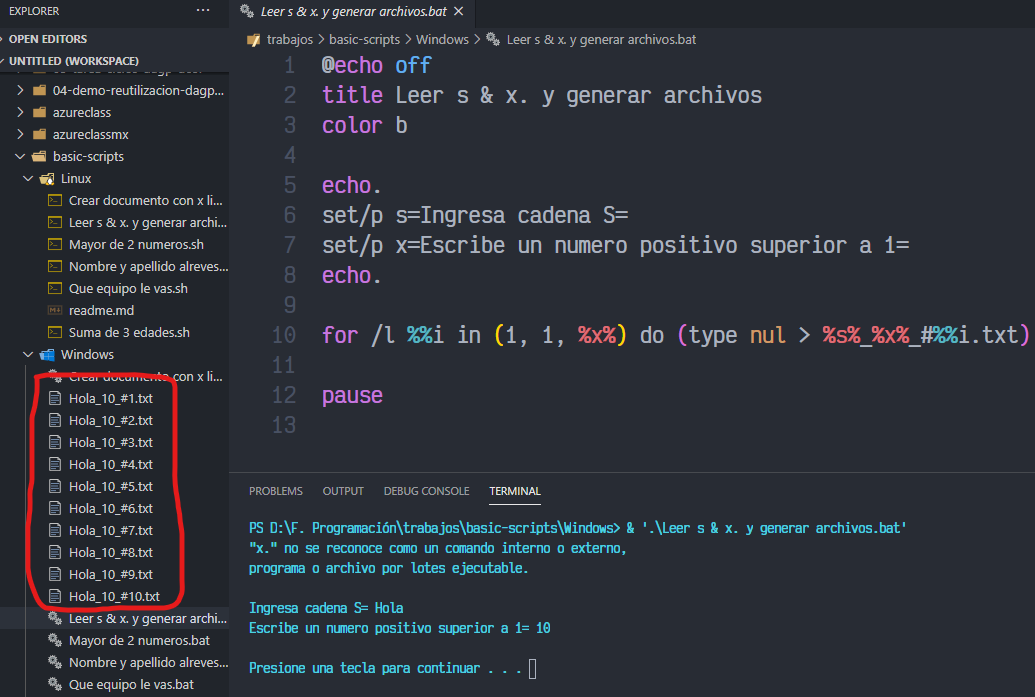 EXPLORER
...
OPEN EDITORS
UNTITLED (WORKSPACE)
04-demo-reutilizacion-dagp...
azureclass
azureclassmx
basic-scripts
Linux
Crear documento con x li...
Leer s & x. y generar archi...
Mayor de 2 numeros.sh
Nombre y apellido alreves...
Que equipo le vas.sh
readme.md
Suma de 3 edades.sh
Windows
Crear documento con x li...
Hola_10_#1.txt
Hola_10_#2.txt
Hola_10_#3.txt
Hola_10_#4.txt
Hola_10_#5.txt
Hola_10_#6.txt
Hola_10_#7.txt
Hola_10_#8.txt
Hola_10_#9.txt
Hola_10_#10.txt
Leer s & x. y generar archi...
Mayor de 2 numeros.bat
Nombre y apellido alreves...
Que equipo le vas.bat
Leer s & x. y generar archivos.bat
trabajos > basic-scripts > Windows > Leer s & x. y generar archivos.bat
1 @echo off
2 title Leer s & x. y generar archivos
3 color b
4
5 echo.
6 set/p s=Ingresa cadena S=
7 set/p x=Escribe un numero positivo superior a 1=
8 echo.
9
10 for /l %%i in (1, 1, %x%) do (type nul > %s%_%x%_#%%i.txt)
11
12 pause
13
PROBLEMS OUTPUT DEBUG CONSOLE TERMINAL
PS D:\F. Programación\trabajos\basic-scripts\Windows> & '.\Leer s & x. y generar archivos.bat'
"x." no se reconoce como un comando interno o externo,
programa o archivo por lotes ejecutable.
Ingresa cadena S= Hola
Escribe un numero positivo superior a 1= 10
Presione una tecla para continuar . . .